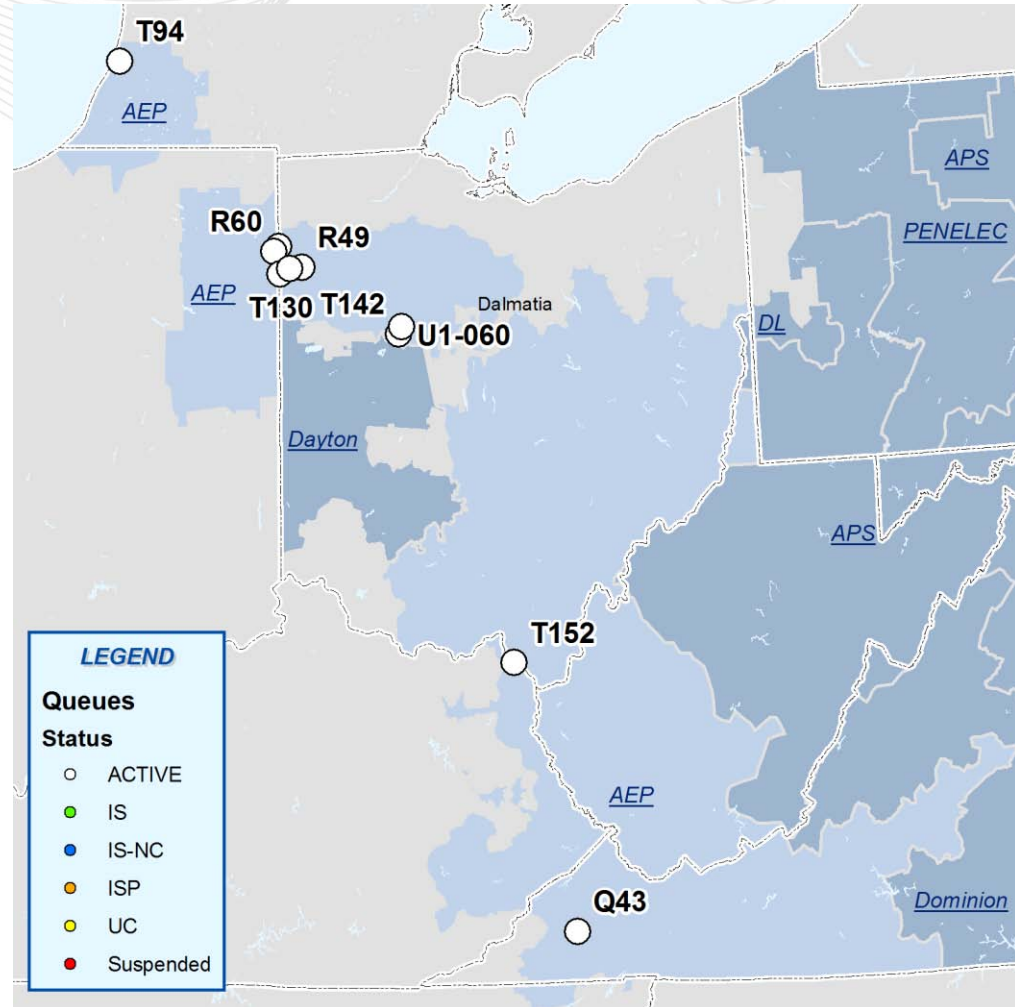 T94
AEP
APS
PENELEC
R60
R49
AEP
T130
T142
Dalmatia
U1-060
DL
Dayton
APS
T152
AEP
Q43
Dominion
LEGEND
Queues
Status
ACTIVE
IS
IS-NC
ISP
UC
Suspended